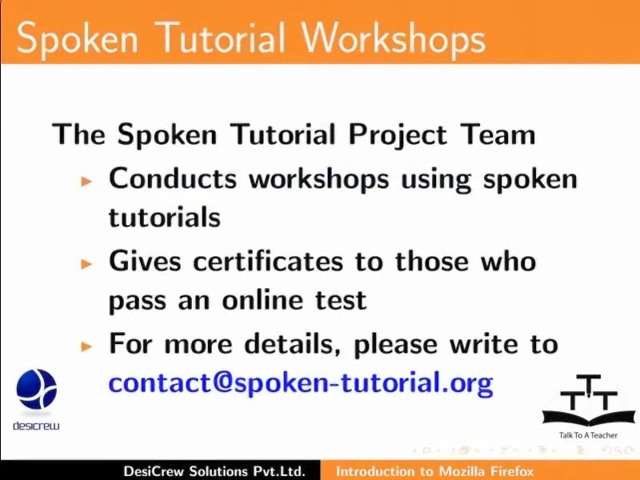 Spoken Tutorial Workshops
The Spoken Tutorial Project Team
Conducts workshops using spoken
tutorials
Gives certificates to those who
pass an online test
For more details, please write to
contact@spoken-tutorial.org
desicrew
TTT
Talk To A Teacher
DesiCrew Solutions Pvt.Ltd. Introduction to Mozilla Firefox